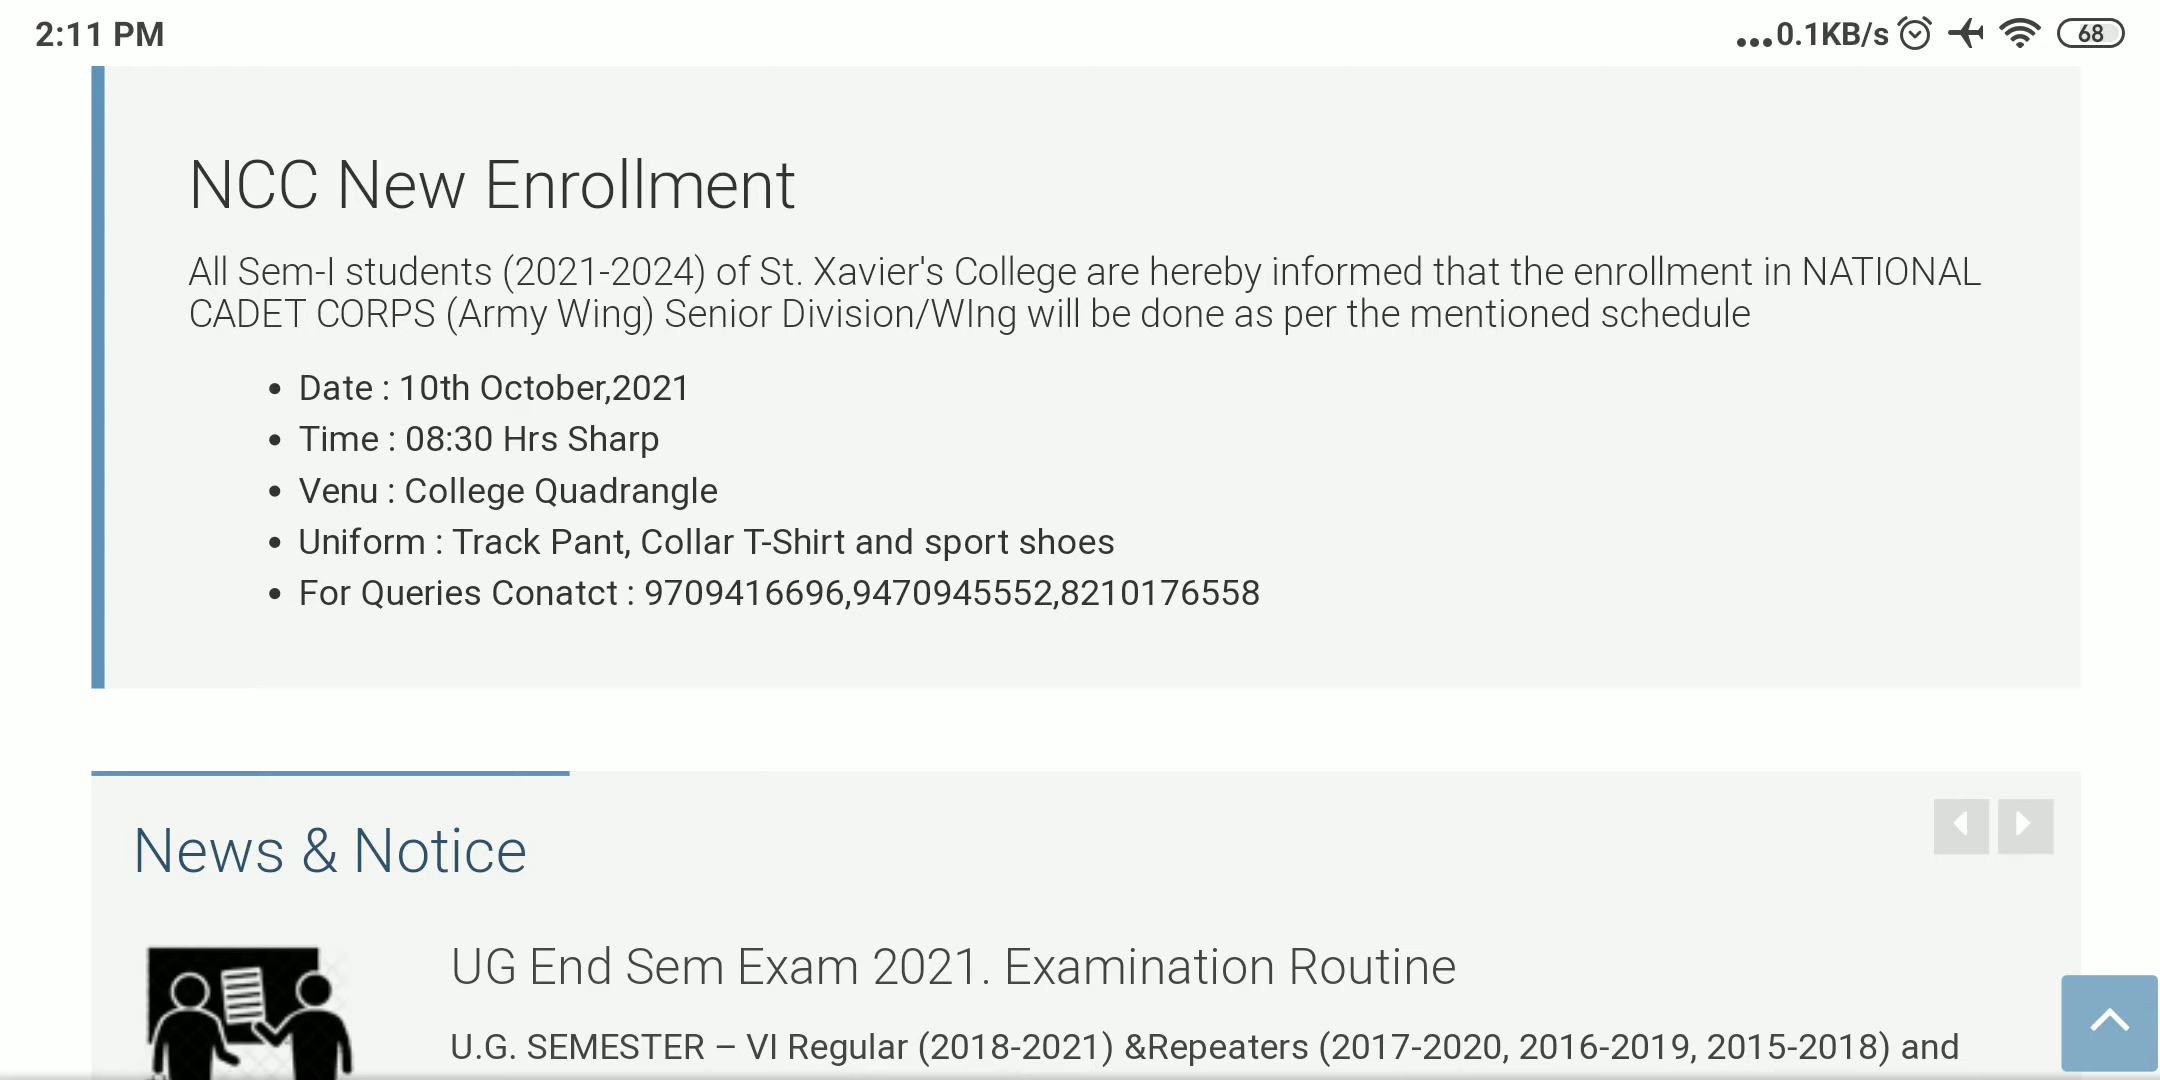 2:11 PM
...0.1KB/s 68
NCC New Enrollment
All Sem-I students (2021-2024) of St. Xavier's College are hereby informed that the enrollment in NATIONAL
CADET CORPS (Army Wing) Senior Division/WIng will be done as per the mentioned schedule
• Date : 10th October,2021
• Time : 08:30 Hrs Sharp
• Venu : College Quadrangle
• Uniform : Track Pant, Collar T-Shirt and sport shoes
• For Queries Conatct : 9709416696,9470945552,8210176558
News & Notice
UG End Sem Exam 2021. Examination Routine
U.G. SEMESTER – VI Regular (2018-2021) &Repeaters (2017-2020, 2016-2019, 2015-2018) and